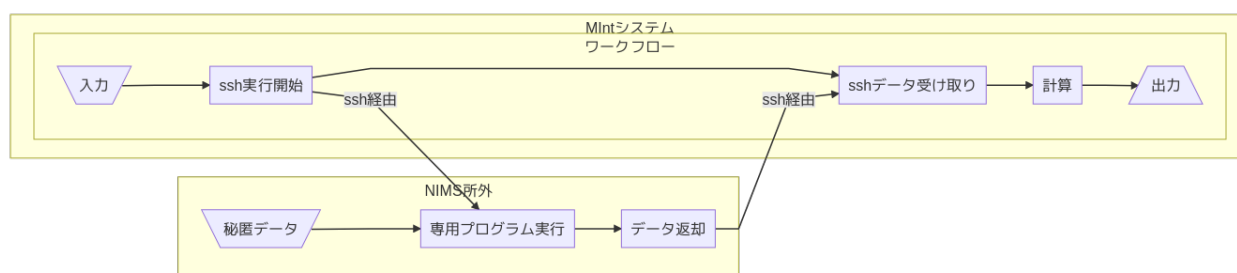 MIntシステム
ワークフロー
入力
ssh実行開始
sshデータ受け取り
計算
出力
ssh経由
ssh経由
NIMS所外
秘匿データ
専用プログラム実行
データ返却